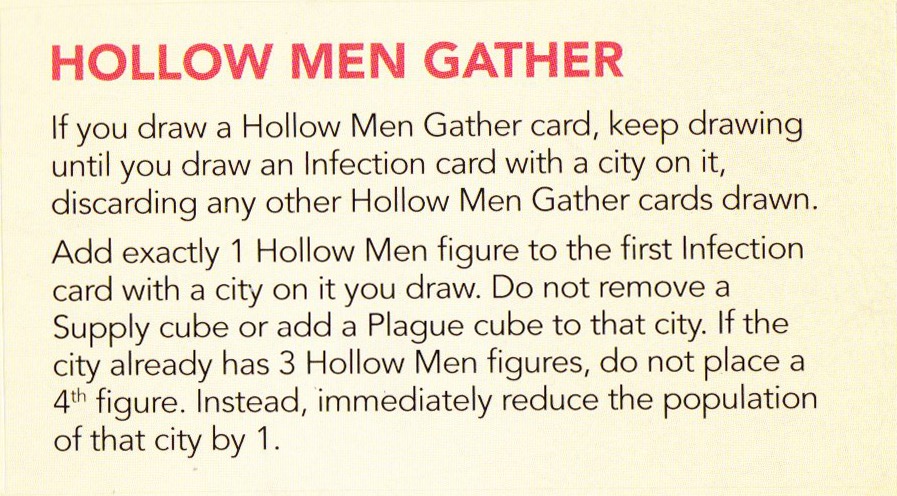 HOLLOW MEN GATHER
If you draw a Hollow Men Gather card, keep drawing
until you draw an Infection card with a city on it,
discarding any other Hollow Men Gather cards drawn.
Add exactly 1 Hollow Men figure to the first Infection
card with a city on it you draw. Do not remove a
Supply cube or add a Plague cube to that city. If the
city already has 3 Hollow Men figures, do not place a
4th figure. Instead, immediately reduce the population
of that city by 1.